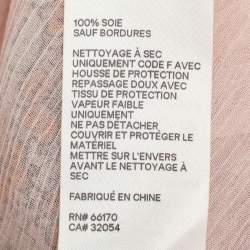 100% SOIE
SAUF BORDURES
NETTOYAGE À SEC
UNIQUEMENT CODE F AVEC
HOUSSE DE PROTECTION
REPASSAGE DOUX AVEC
TISSU DE PROTECTION
VAPEUR FAIBLE
UNIQUEMENT
NE PAS DÉTACHER
COUVRIR ET PROTÉGER LE
MATÉRIEL
METTRE SUR L'ENVERS
AVANT LE NETTOYAGE À
SEC
FABRIQUÉ EN CHINE
RN# 66170
CA# 32054